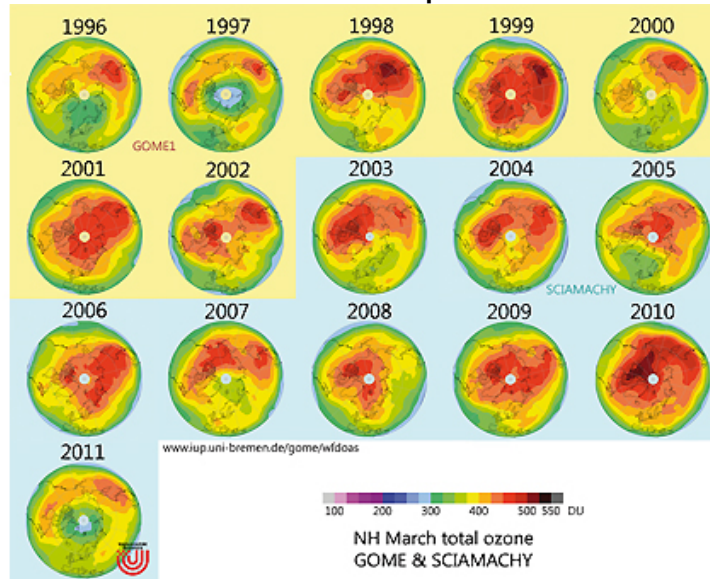 1996 1997 1998 1999 2000
GOME1
2001 2002 2003 2004 2005
SCIAMACHY
2006 2007 2008 2009 2010
2011
www.iup.uni-bremen.de/gome/wfdoas
100 200 300 400 500 550 DU
NH March total ozone
GOME & SCIAMACHY